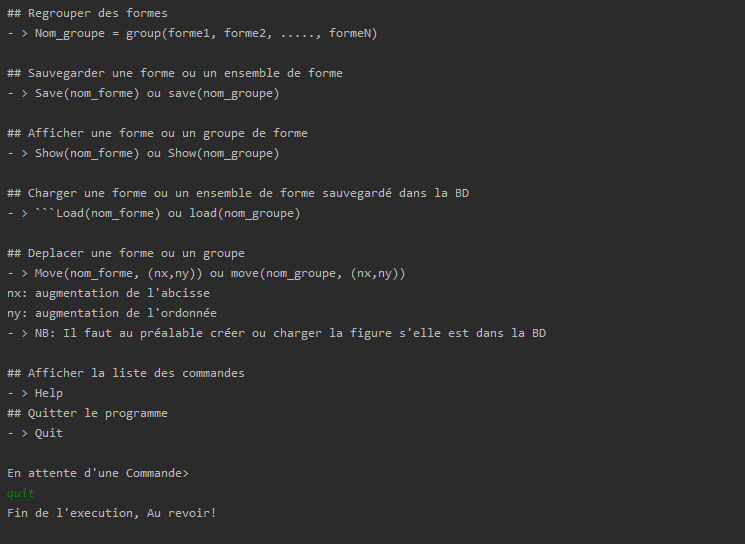 ## Regrouper des formes
- > Nom_groupe = group(forme1, forme2, ....., formeN)
## Sauvegarder une forme ou un ensemble de forme
- > Save(nom_forme) ou save(nom_groupe)
## Afficher une forme ou un groupe de forme
- > Show(nom_forme) ou Show(nom_groupe)
## Charger une forme ou un ensemble de forme sauvegardé dans la BD
- > ```Load(nom_forme) ou load(nom_groupe)
## Deplacer une forme ou un groupe
- > Move(nom_forme, (nx,ny)) ou move(nom_groupe, (nx,ny))
nx: augmentation de l'abcisse
ny: augmentation de l'ordonnée
- > NB: Il faut au préalable créer ou charger la figure s'elle est dans la BD
## Afficher la liste des commandes
- > Help
## Quitter le programme
- > Quit
En attente d'une Commande>
quit
Fin de l'execution, Au revoir!